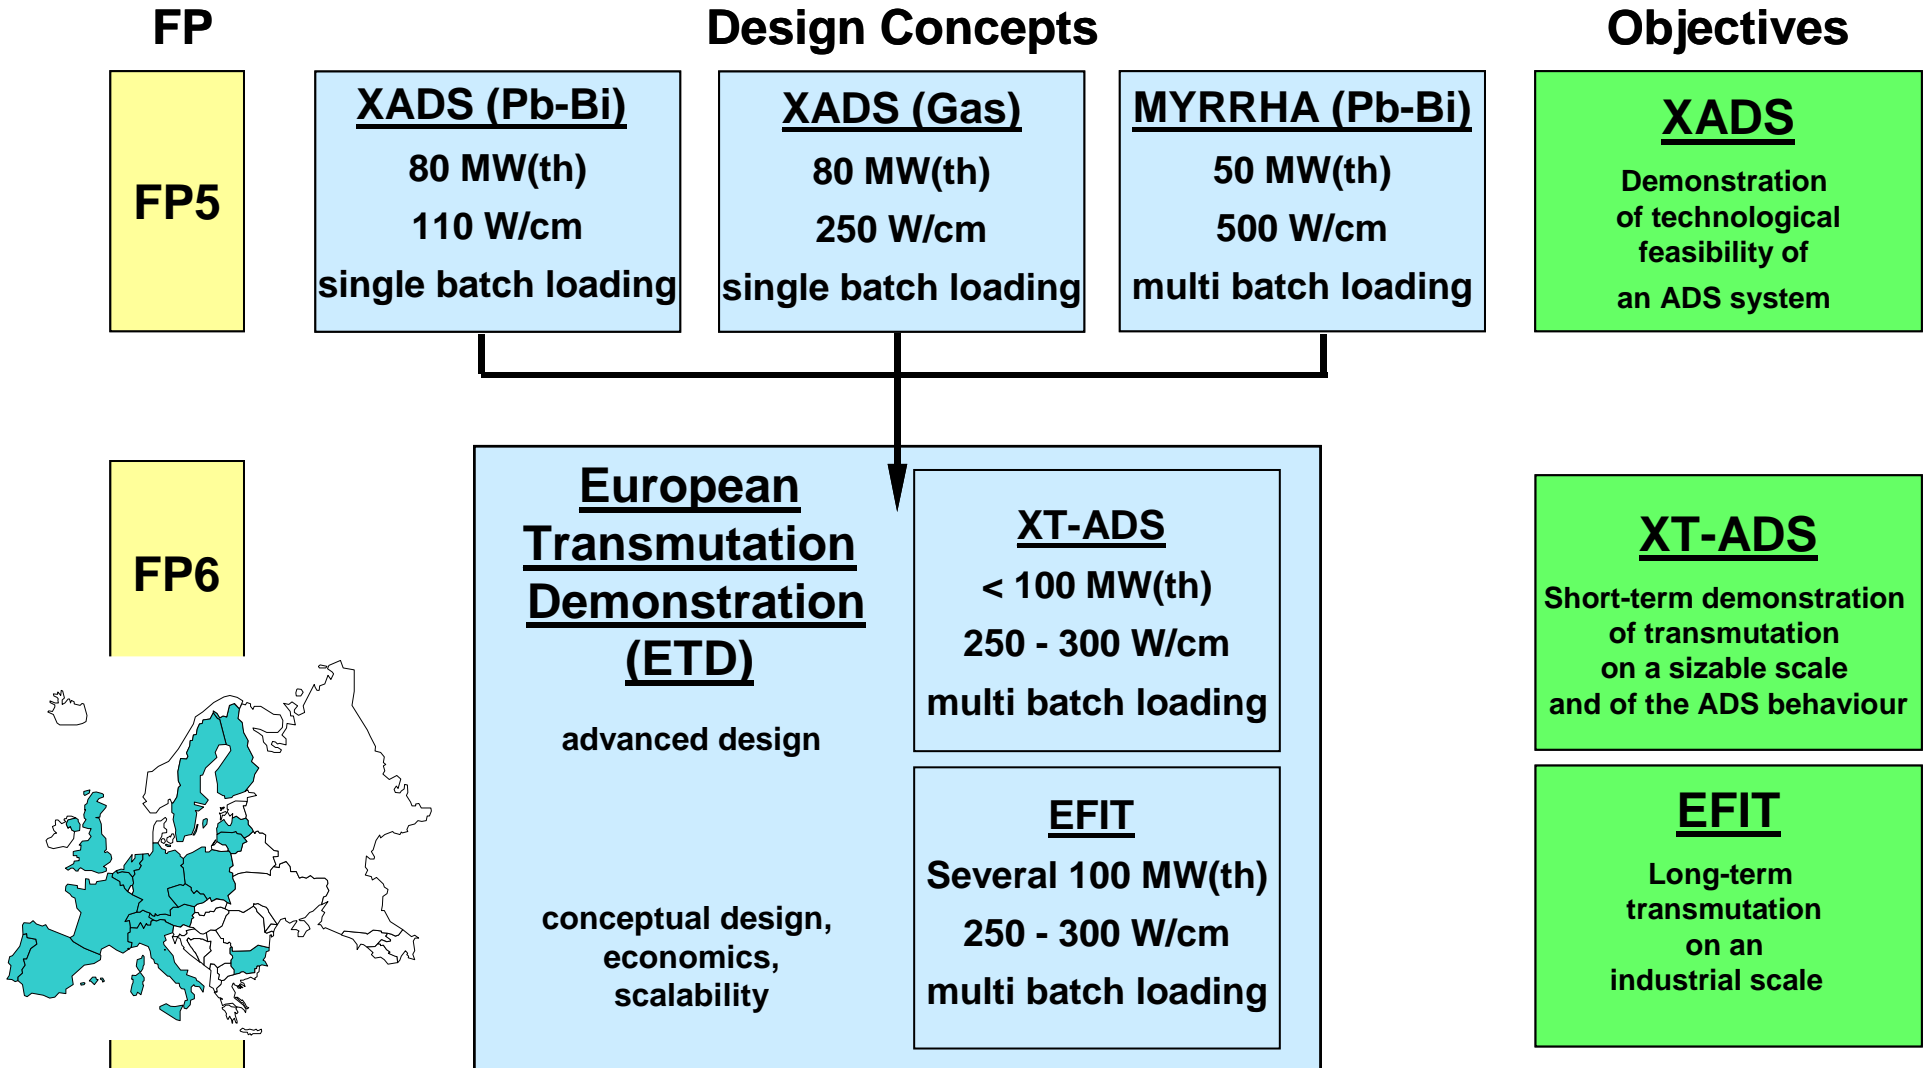 FP
Design Concepts
Objectives
FP5
XADS (Pb-Bi)
80 MW(th)
110 W/cm
single batch loading
XADS (Gas)
80 MW(th)
250 W/cm
single batch loading
MYRRHA (Pb-Bi)
50 MW(th)
500 W/cm
multi batch loading
XADS
Demonstration
of technological
feasibility of
an ADS system
FP6
European
Transmutation
Demonstration
(ETD)
advanced design
conceptual design,
economics,
scalability
XT-ADS
< 100 MW(th)
250 - 300 W/cm
multi batch loading
EFIT
Several 100 MW(th)
250 - 300 W/cm
multi batch loading
XT-ADS
Short-term demonstration
of transmutation
on a sizable scale
and of the ADS behaviour
EFIT
Long-term
transmutation
on an
industrial scale